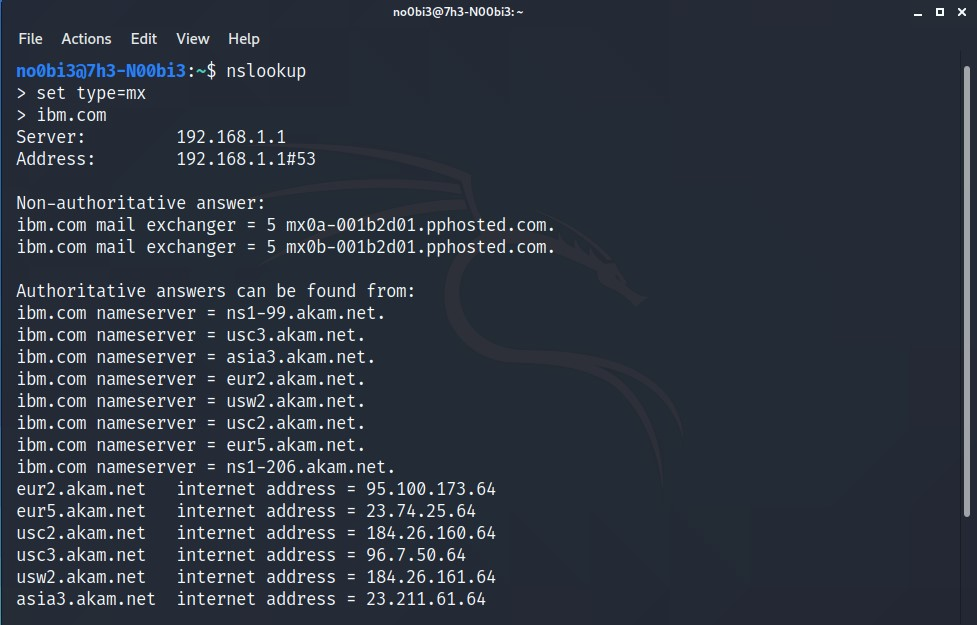 no0bi3@7h3-N00bi3: ~
File Actions Edit View Help
no0bi3@7h3-N00bi3:~$ nslookup
> set type=mx
> ibm.com
Server: 192.168.1.1
Address: 192.168.1.1#53
Non-authoritative answer:
ibm.com mail exchanger = 5 mx0a-001b2d01.pphosted.com.
ibm.com mail exchanger = 5 mx0b-001b2d01.pphosted.com.
Authoritative answers can be found from:
ibm.com nameserver = ns1-99.akam.net.
ibm.com nameserver = usc3.akam.net.
ibm.com nameserver = asia3.akam.net.
ibm.com nameserver = eur2.akam.net.
ibm.com nameserver = usw2.akam.net.
ibm.com nameserver = usc2.akam.net.
ibm.com nameserver = eur5.akam.net.
ibm.com nameserver = ns1-206.akam.net.
eur2.akam.net internet address = 95.100.173.64
eur5.akam.net internet address = 23.74.25.64
usc2.akam.net internet address = 184.26.160.64
usc3.akam.net internet address = 96.7.50.64
usw2.akam.net internet address = 184.26.161.64
asia3.akam.net internet address = 23.211.61.64